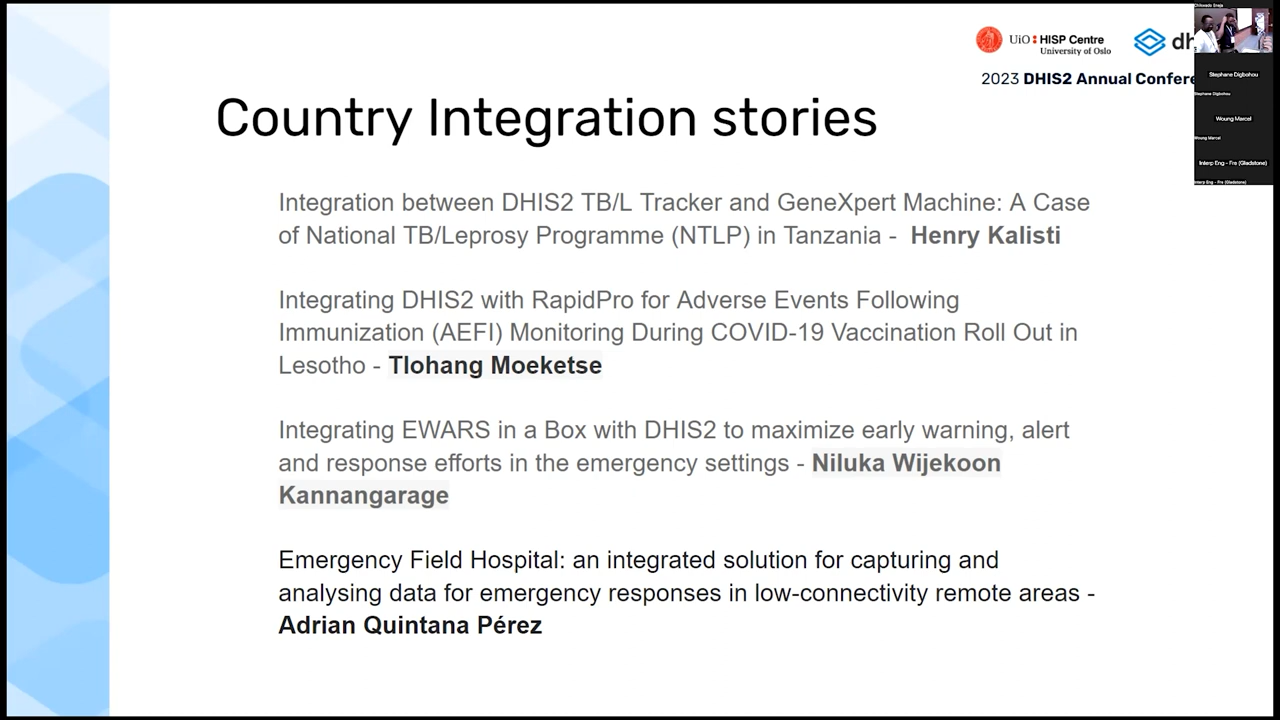 UiO HISP Centre
University of Oslo
dh
2023 DHIS2 Annual Confere
Country Integration stories
Integration between DHIS2 TB/L Tracker and GeneXpert Machine: A Case
of National TB/Leprosy Programme (NTLP) in Tanzania - Henry Kalisti
Integrating DHIS2 with RapidPro for Adverse Events Following
Immunization (AEFI) Monitoring During COVID-19 Vaccination Roll Out in
Lesotho - Tlohang Moeketse
Integrating EWARS in a Box with DHIS2 to maximize early warning, alert
and response efforts in the emergency settings - Niluka Wijekoon
Kannangarage
Emergency Field Hospital: an integrated solution for capturing and
analysing data for emergency responses in low-connectivity remote areas -
Adrian Quintana Pérez
Stephane Digbohou
Stephane Digbohou
Woung Marcel
Woung Marcel
Interp Eng - Fre (Gladstone)
Interp Eng - Fre (Gladstone)